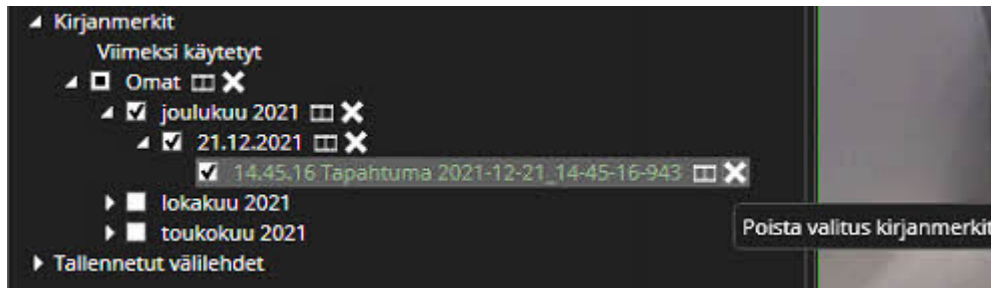 Kirjanmerkit
Viimeksi käytetyt
Omat
joulukuu 2021
21.12.2021
14.45.16 Tapahtuma 2021-12-21_14-45-16-943
lokakuu 2021
toukokuu 2021
Poista valitus kirjanmerkit
Tallennetut välilehdet